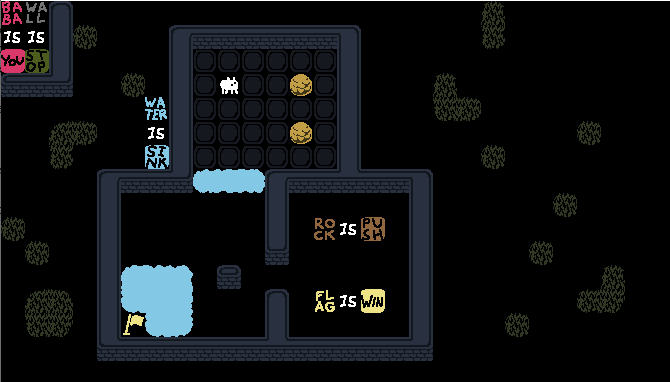 BABA WALL
IS IS
YOU STOP
WATER
IS
SINK
ROCK IS PUSH
FLAG IS WIN